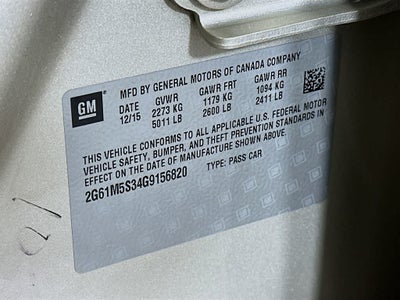 GM
MFD BY GENERAL MOTORS OF CANADA COMPANY
DATE GVWR GAWR FRT GAWR RR
12/15 2273 KG 1179 KG 1094 KG
5011 LB 2600 LB 2411 LB
THIS VEHICLE CONFORMS TO ALL APPLICABLE U.S. FEDERAL MOTOR
VEHICLE SAFETY, BUMPER, AND THEFT PREVENTION STANDARDS IN
EFFECT ON THE DATE OF MANUFACTURE SHOWN ABOVE.
2G61M5S34G9156820 TYPE: PASS CAR